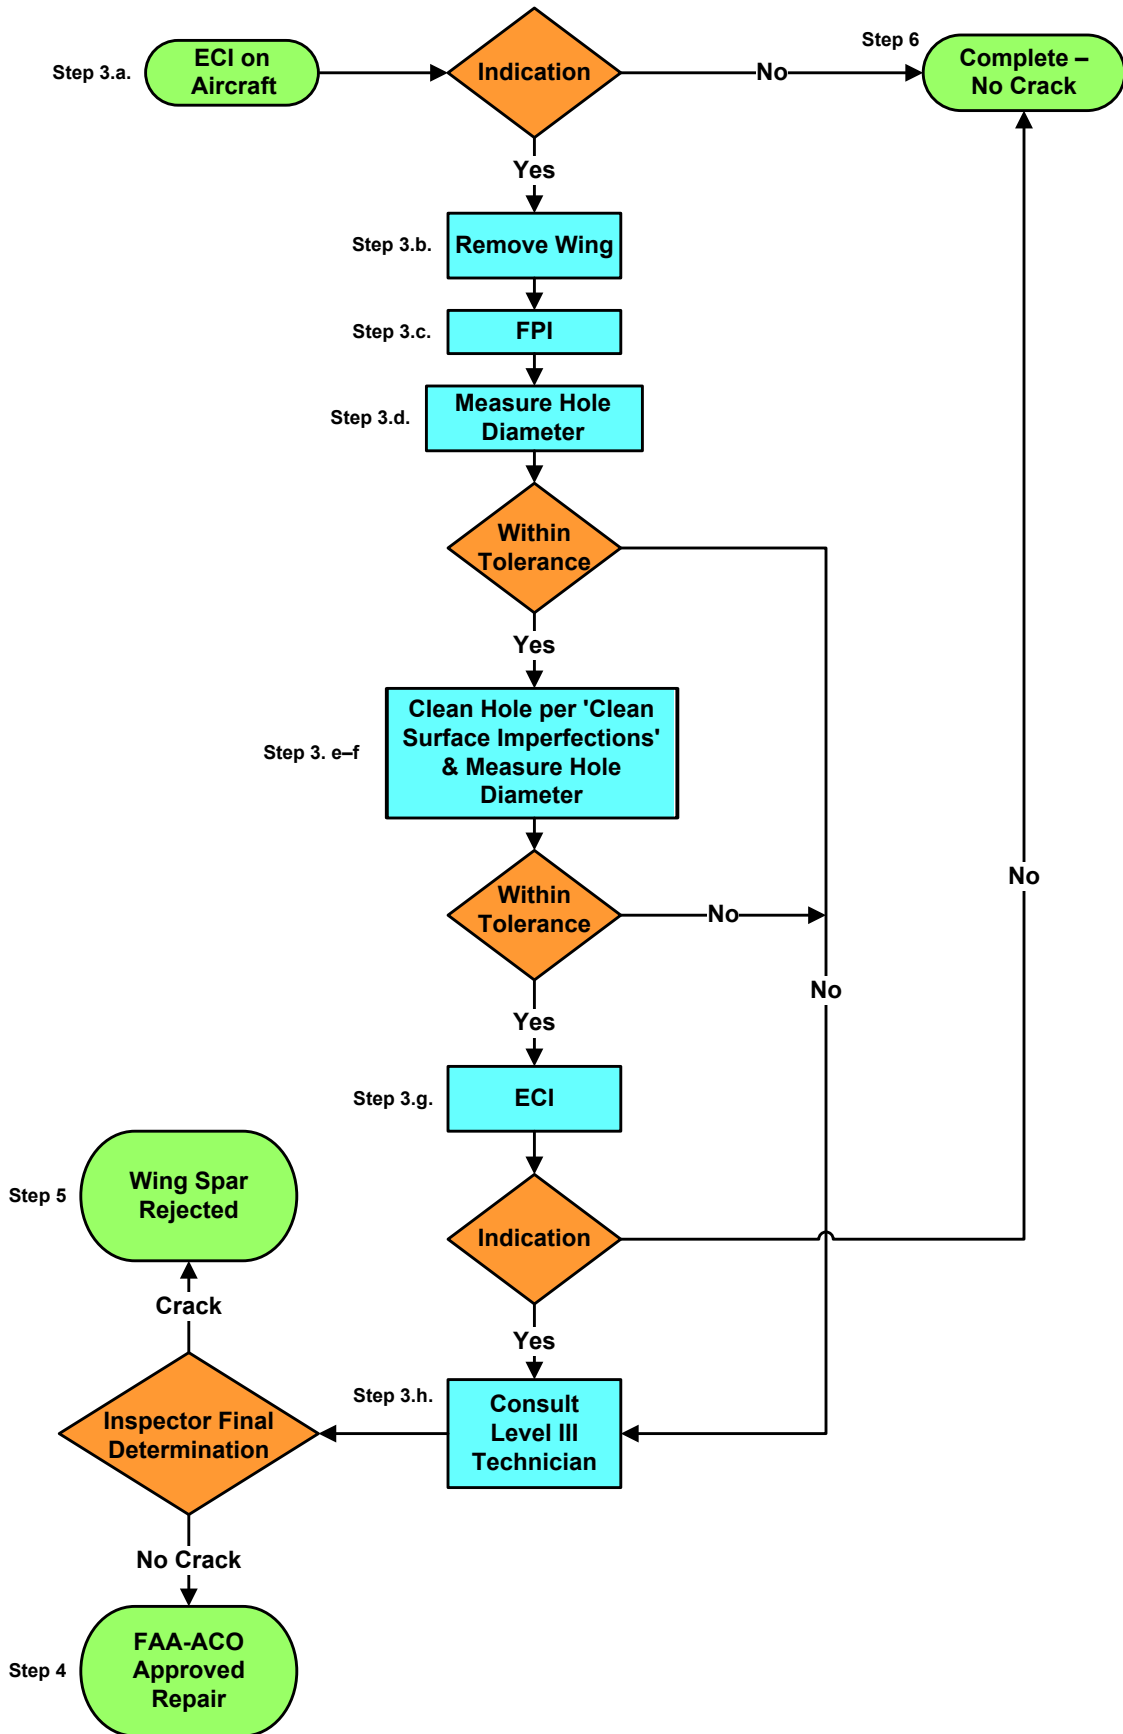 Step 3.a.
ECI on
Aircraft
Indication
No
Step 6
Complete –
No Crack
Yes
Step 3.b.
Remove Wing
Step 3.c.
FPI
Step 3.d.
Measure Hole
Diameter
Within
Tolerance
Yes
Step 3. e–f
Clean Hole per 'Clean
Surface Imperfections'
& Measure Hole
Diameter
Within
Tolerance
No
No
No
Yes
Step 3.g.
ECI
Step 5
Wing Spar
Rejected
Indication
Crack
Yes
Step 3.h.
Consult
Level III
Technician
Inspector Final
Determination
No Crack
Step 4
FAA-ACO
Approved
Repair